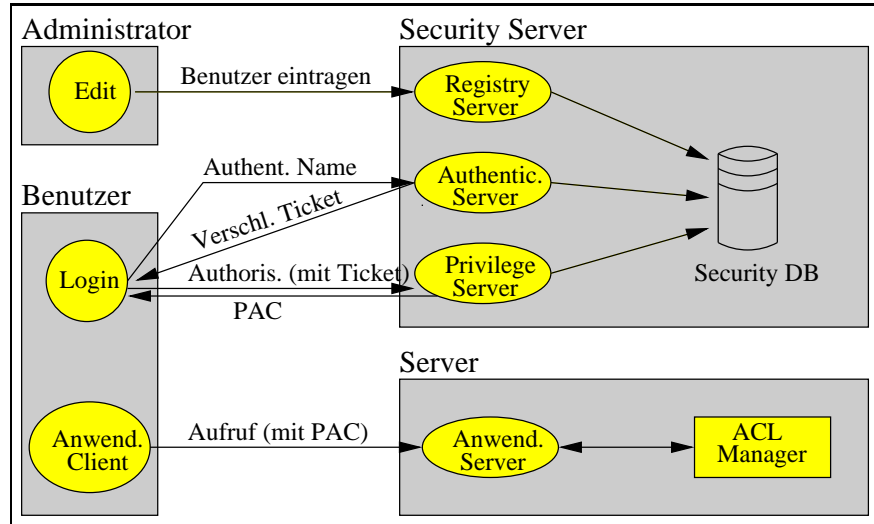 Administrator
Security Server
Edit
Benutzer eintragen
Registry
Server
Authent. Name
Authentic.
Server
Benutzer
Verschl. Ticket
Login
Authoris. (mit Ticket)
Privilege
Server
Security DB
PAC
Server
Anwend.
Client
Aufruf (mit PAC)
Anwend.
Server
ACL
Manager